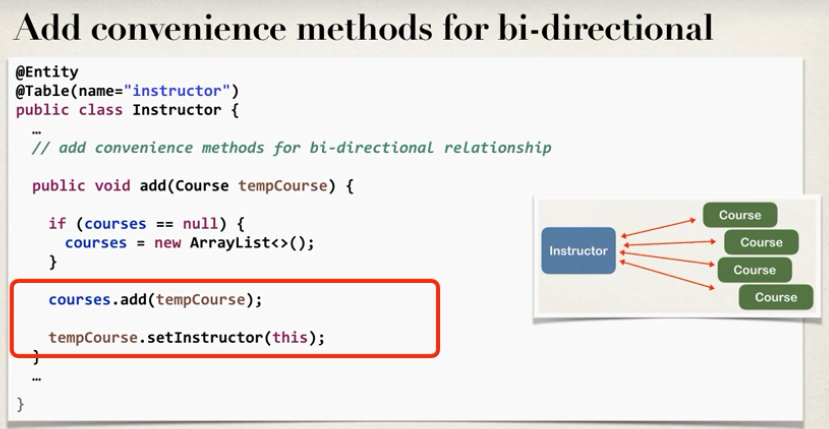 Add convenience methods for bi-directional
@Entity
@Table(name="instructor")
public class Instructor {
…
// add convenience methods for bi-directional relationship
public void add(Course tempCourse) {
if (courses == null) {
courses = new ArrayList<>();
}
courses.add(tempCourse);
tempCourse.setInstructor(this);
}
…
}
Instructor
Course
Course
Course
Course